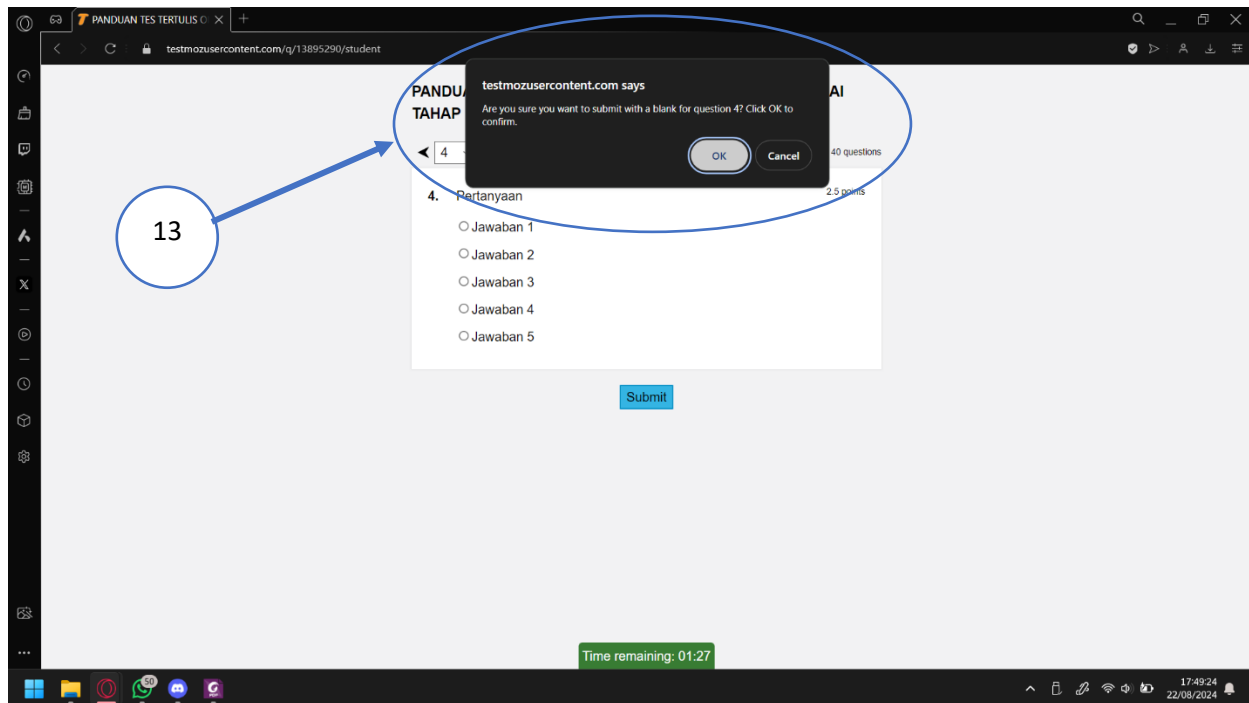 PANDUAN TES TERTULIS O
testmozusercontent.com/q/13895290/student
testmozusercontent.com says
Are you sure you want to submit with a blank for question 4? Click OK to
confirm.
OK
Cancel
PANDU
AI
TAHAP
4
40 questions
4. Pertanyaan
2.5 points
Jawaban 1
Jawaban 2
Jawaban 3
Jawaban 4
Jawaban 5
Submit
13
Time remaining: 01:27
50
17:49:24
22/08/2024